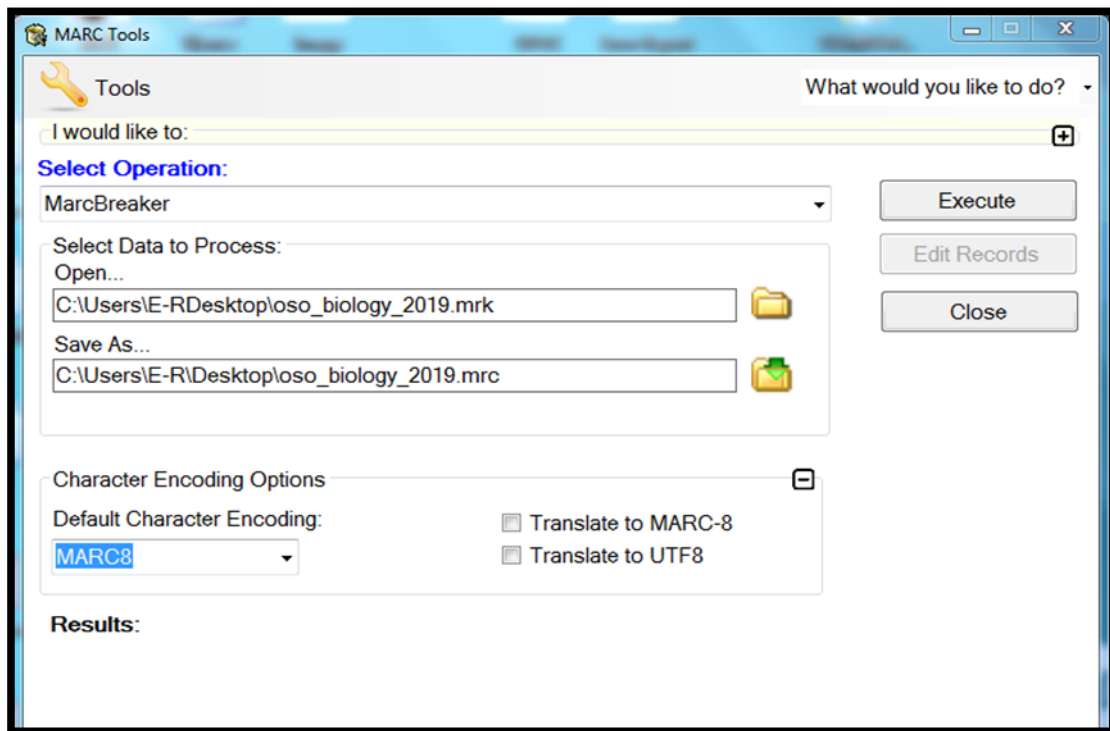 MARC Tools
Tools
What would you like to do?
I would like to:
Select Operation:
MarcBreaker
Execute
Select Data to Process:
Edit Records
Open...
C:\Users\E-RDesktop\oso_biology_2019.mrk
Close
Save As...
C:\Users\E-R\Desktop\oso_biology_2019.mrc
Character Encoding Options
Default Character Encoding:
Translate to MARC-8
MARC8
Translate to UTF8
Results: